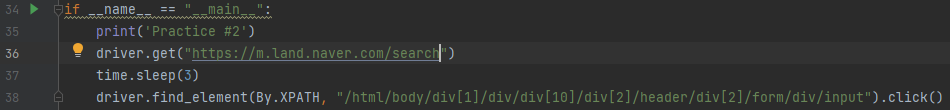 34 if __name__ == "__main__":
35 print('Practice #2')
36 driver.get("https://m.land.naver.com/search")
37 time.sleep(3)
38 driver.find_element(By.XPATH, "/html/body/div[1]/div/div[10]/div[2]/header/div[2]/form/div/input").click()